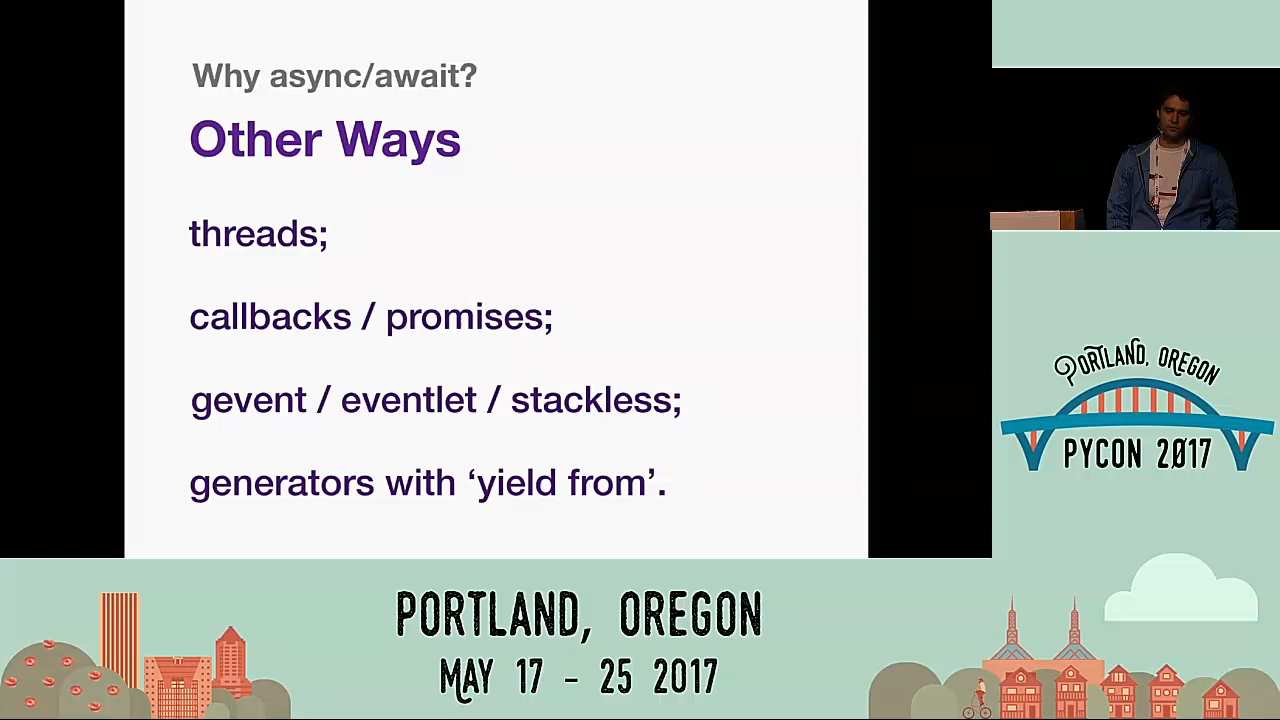 Why async/await?
Other Ways
threads;
callbacks / promises;
gevent / eventlet / stackless;
generators with ‘yield from’.
PORTLAND, OREGON
PYCON 2017
PORTLAND, OREGON
MAY 17 - 25 2017